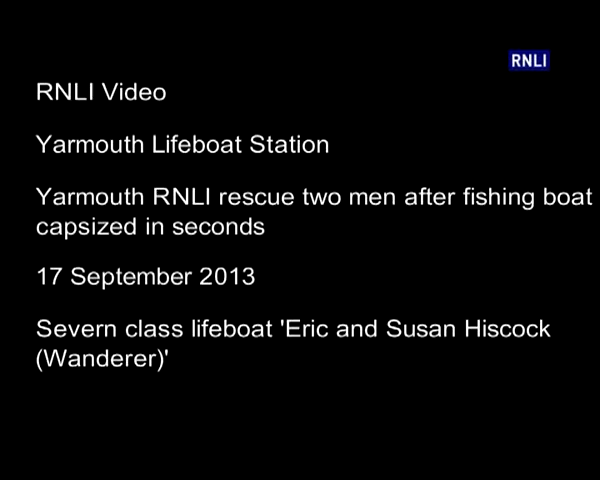 RNLI
RNLI Video
Yarmouth Lifeboat Station
Yarmouth RNLI rescue two men after fishing boat
capsized in seconds
17 September 2013
Severn class lifeboat 'Eric and Susan Hiscock
(Wanderer)'